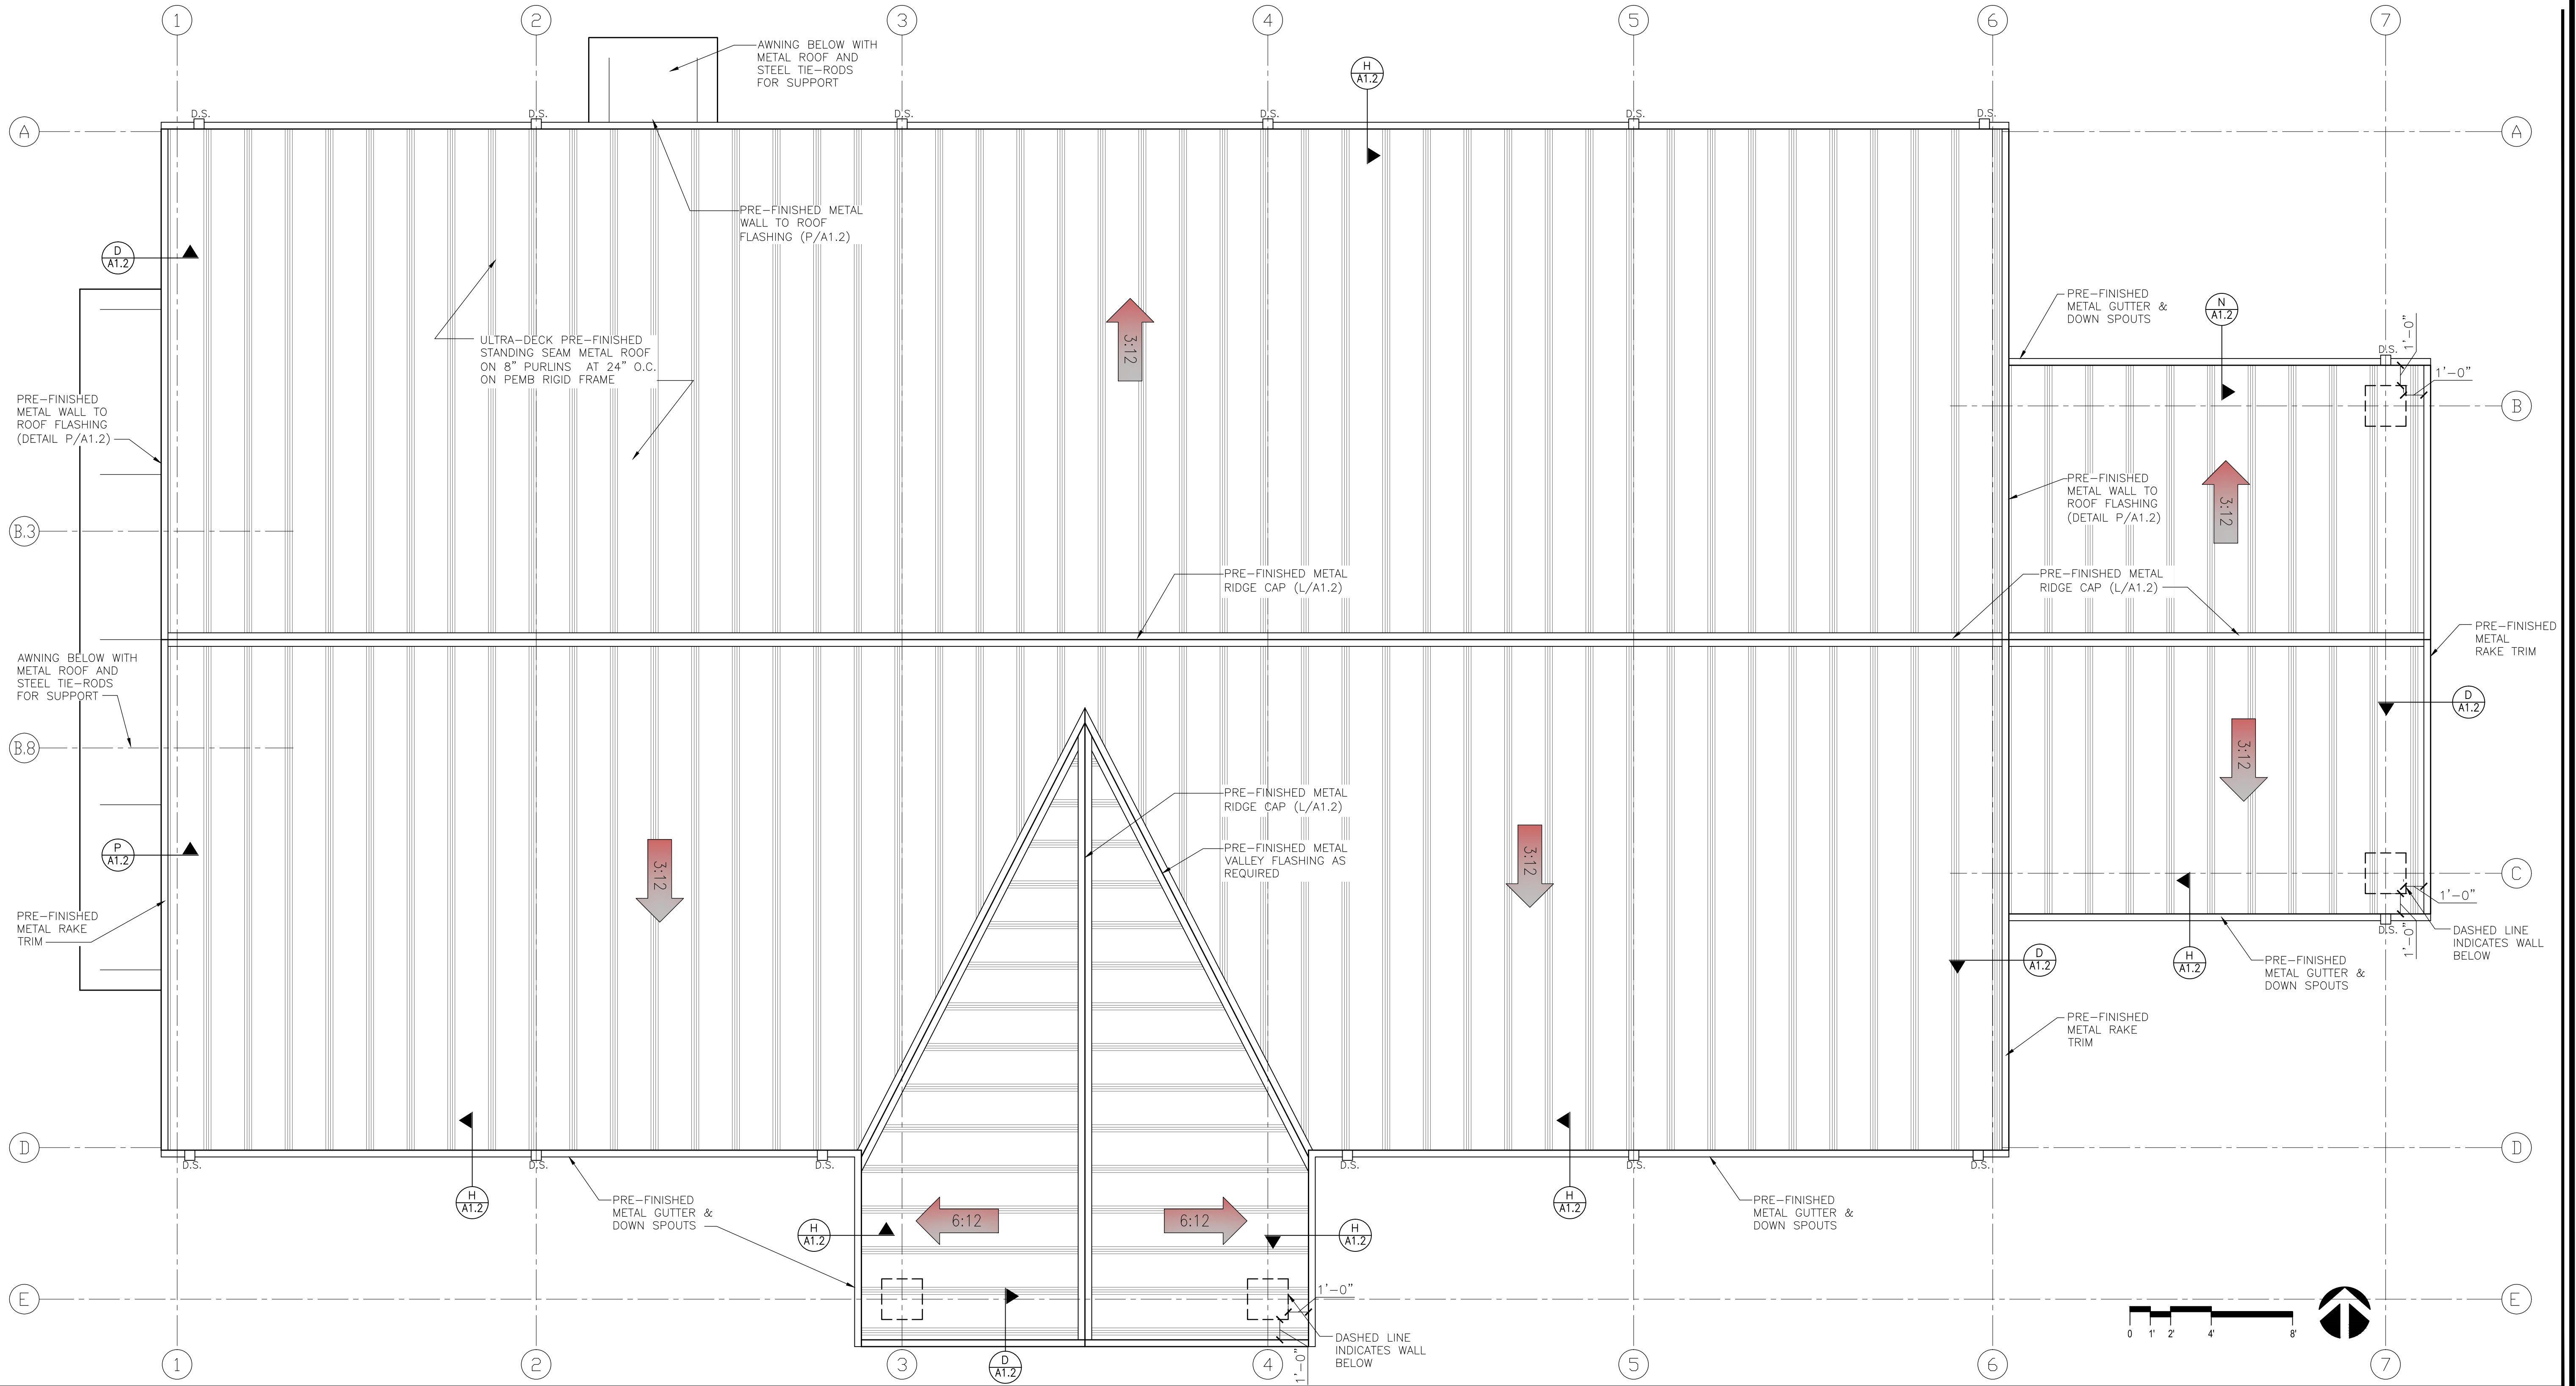 1
2
3
4
5
6
7
AWNING BELOW WITH
METAL ROOF AND
STEEL TIE-RODS
FOR SUPPORT
H
A1.2
D.S.
D.S.
D.S.
D.S.
D.S.
D.S.
A
A
PRE-FINISHED METAL
WALL TO ROOF
FLASHING (P/A1.2)
D
A1.2
PRE-FINISHED
METAL GUTTER &
DOWN SPOUTS
N
A1.2
3:12
ULTRA-DECK PRE-FINISHED
STANDING SEAM METAL ROOF
ON 8" PURLINS AT 24" O.C.
ON PEMB RIGID FRAME
D.S.
1'-0"
1'-0"
PRE-FINISHED
METAL WALL TO
ROOF FLASHING
(DETAIL P/A1.2)
B
PRE-FINISHED
METAL WALL TO
ROOF FLASHING
(DETAIL P/A1.2)
3:12
B.3
PRE-FINISHED METAL
RIDGE CAP (L/A1.2)
PRE-FINISHED METAL
RIDGE CAP (L/A1.2)
PRE-FINISHED
METAL
RAKE TRIM
AWNING BELOW WITH
METAL ROOF AND
STEEL TIE-RODS
FOR SUPPORT
D
A1.2
B.8
3:12
PRE-FINISHED METAL
RIDGE CAP (L/A1.2)
PRE-FINISHED METAL
VALLEY FLASHING AS
REQUIRED
P
A1.2
3:12
3:12
C
1'-0"
1'-0"
PRE-FINISHED
METAL RAKE
TRIM
D.S.
DASHED LINE
INDICATES WALL
BELOW
D
A1.2
H
A1.2
PRE-FINISHED
METAL GUTTER &
DOWN SPOUTS
PRE-FINISHED
METAL RAKE
TRIM
D
D
D.S.
D.S.
D.S.
D.S.
D.S.
D.S.
H
A1.2
PRE-FINISHED
METAL GUTTER &
DOWN SPOUTS
H
A1.2
6:12
6:12
H
A1.2
H
A1.2
PRE-FINISHED
METAL GUTTER &
DOWN SPOUTS
E
1'-0"
E
DASHED LINE
INDICATES WALL
BELOW
1'-0"
0 1' 2' 4' 8'
D
A1.2
1
2
3
4
5
6
7